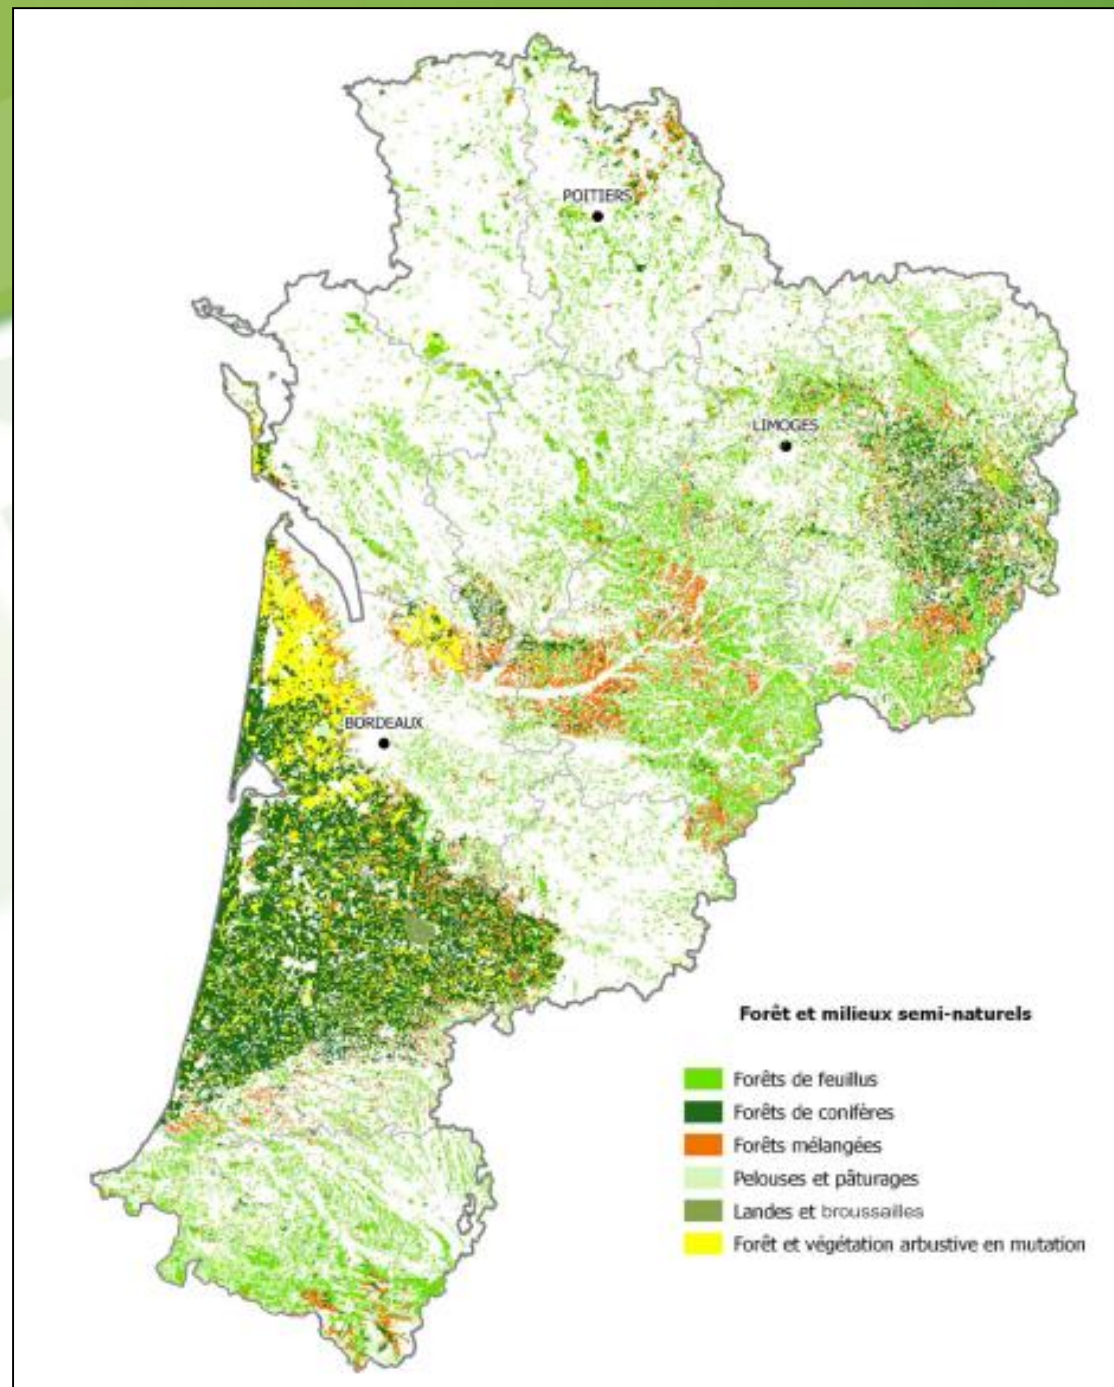 POITIERS
LIMOGES
BORDEAUX
Forêt et milieux semi-naturels
Forêts de feuillus
Forêts de conifères
Forêts mélangées
Pelouses et pâturages
Landes et broussailles
Forêt et végétation arbustive en mutation